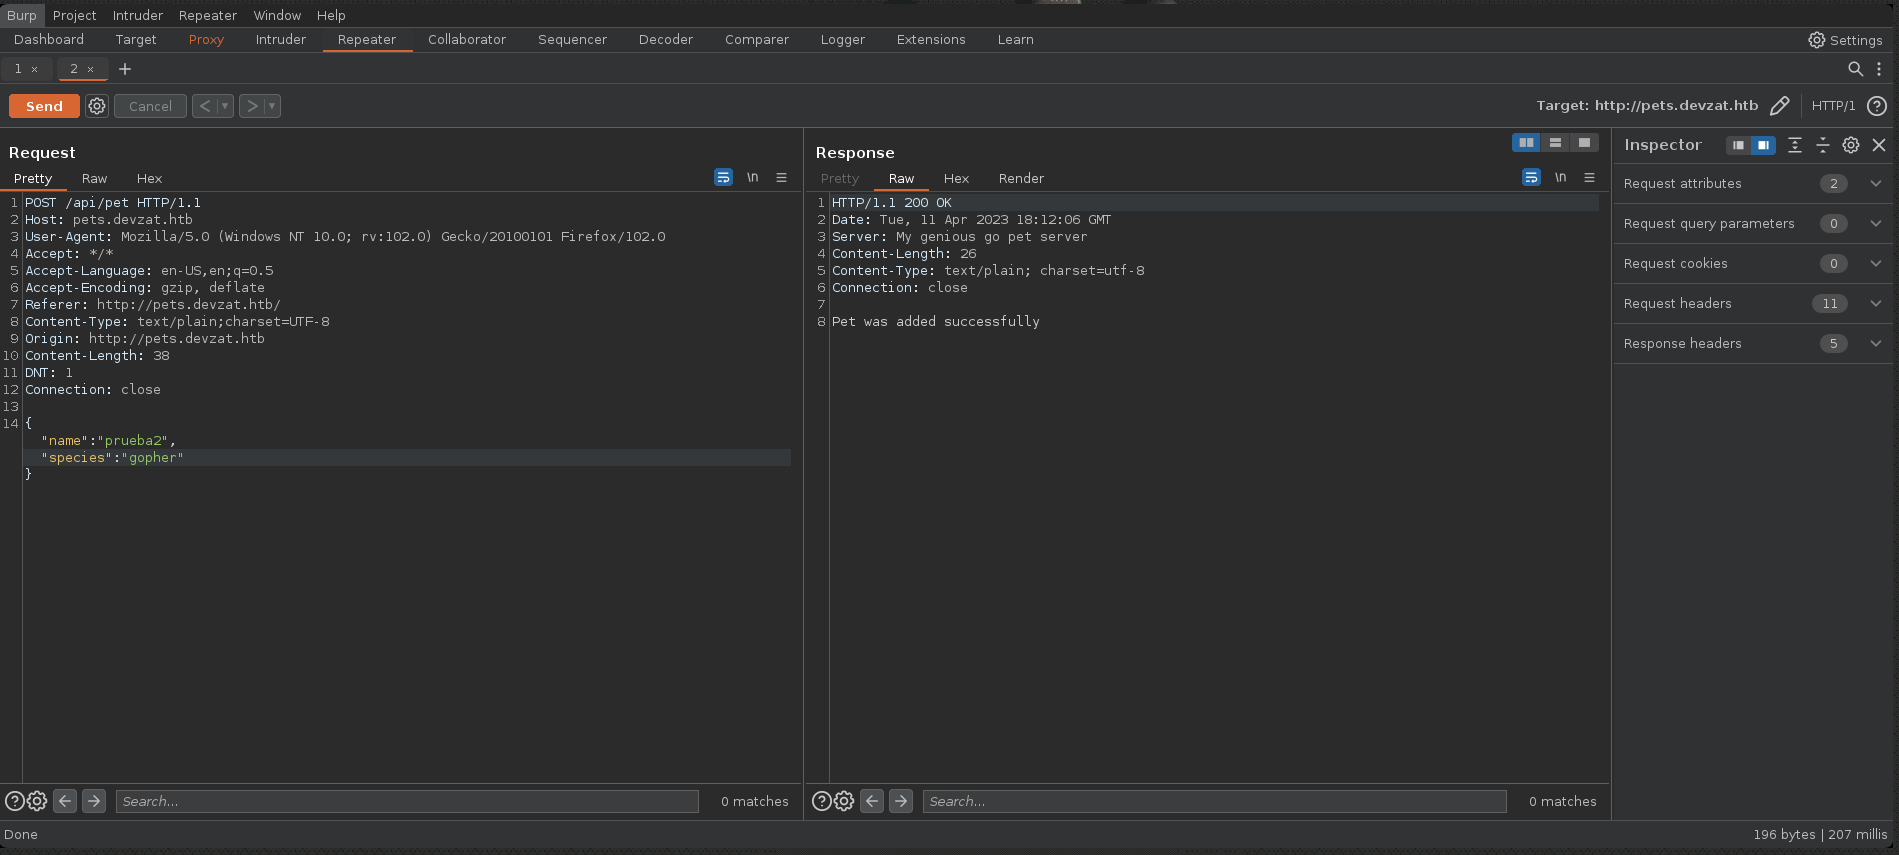 Burp Project Intruder Repeater Window Help
Dashboard Target Proxy Intruder Repeater Collaborator Sequencer Decoder Comparer Logger Extensions Learn Settings
1 × 2 × +
Send Cancel < > Target: http://pets.devzat.htb HTTP/1 ?
Request
Pretty Raw Hex \n
1 POST /api/pet HTTP/1.1
2 Host: pets.devzat.htb
3 User-Agent: Mozilla/5.0 (Windows NT 10.0; rv:102.0) Gecko/20100101 Firefox/102.0
4 Accept: */*
5 Accept-Language: en-US,en;q=0.5
6 Accept-Encoding: gzip, deflate
7 Referer: http://pets.devzat.htb/
8 Content-Type: text/plain;charset=UTF-8
9 Origin: http://pets.devzat.htb
10 Content-Length: 38
11 DNT: 1
12 Connection: close
13
14 {
"name":"prueba2",
"species":"gopher"
}
Search... 0 matches
Response
Pretty Raw Hex Render \n
1 HTTP/1.1 200 OK
2 Date: Tue, 11 Apr 2023 18:12:06 GMT
3 Server: My genious go pet server
4 Content-Length: 26
5 Content-Type: text/plain; charset=utf-8
6 Connection: close
7
8 Pet was added successfully
Search... 0 matches
Inspector
Request attributes 2
Request query parameters 0
Request cookies 0
Request headers 11
Response headers 5
Done 196 bytes | 207 millis